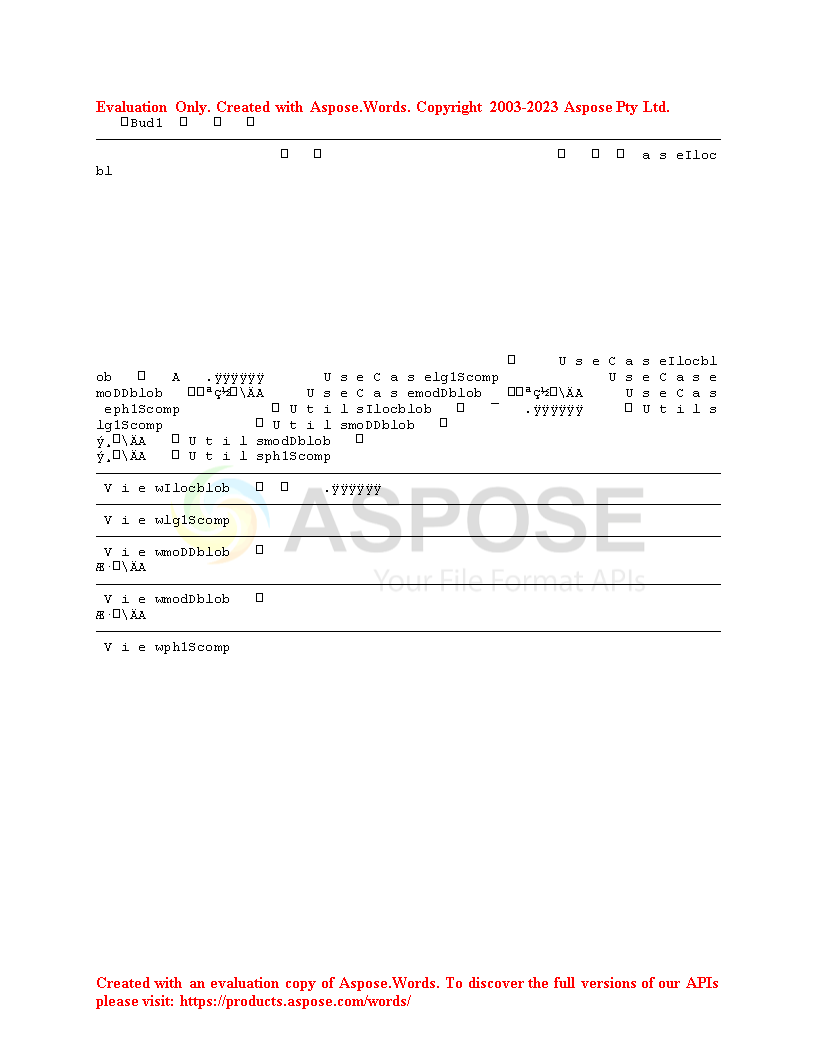 Evaluation Only. Created with Aspose.Words. Copyright 2003-2023 Aspose Pty Ltd.
□Bud1 □ □ □
□ □ □ □ □ a s eIloc
bl
□ U s e C a s eIlocbl
ob □ A .ÿÿÿÿÿÿ U s e C a s elg1Scomp U s e C a s e
moDDblob □□ªç½□\ÄA U s e C a s emodDblob □□ªç½□\ÄA U s e C a s
eph1Scomp □ U t i l sIlocblob □ ¯ .ÿÿÿÿÿÿ □ U t i l s
lg1Scomp □ U t i l smoDDblob □
ý¸□\ÄA □ U t i l smodDblob □
ý¸□\ÄA □ U t i l sph1Scomp
V i e wIlocblob □ □ .ÿÿÿÿÿÿ
V i e wlg1Scomp
V i e wmoDDblob □
Æ·□\ÄA
V i e wmodDblob □
Æ·□\ÄA
V i e wph1Scomp
ASPOSE
Your File Format APIs
Created with an evaluation copy of Aspose.Words. To discover the full versions of our APIs
please visit: https://products.aspose.com/words/